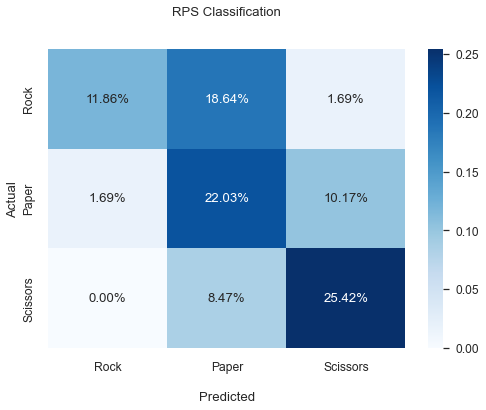 RPS Classification
Rock
11.86%
18.64%
1.69%
Actual
Paper
1.69%
22.03%
10.17%
Scissors
0.00%
8.47%
25.42%
Rock
Paper
Scissors
Predicted
0.25
0.20
0.15
0.10
0.05
0.00